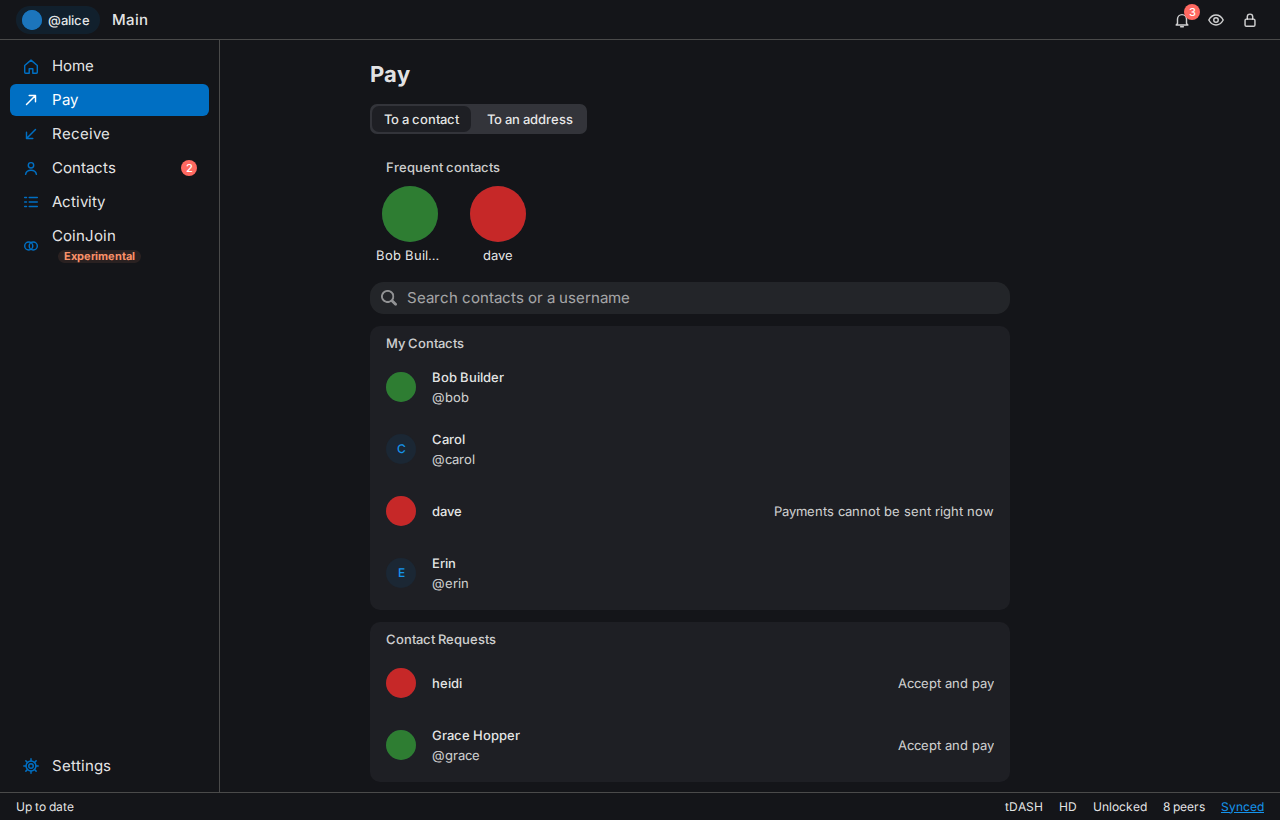 @alice Main 3
Home
Pay
Receive
Contacts 2
Activity
CoinJoin
Experimental
Settings
Pay
To a contact To an address
Frequent contacts
Bob Buil... dave
Search contacts or a username
My Contacts
Bob Builder
@bob
C Carol
@carol
dave Payments cannot be sent right now
E Erin
@erin
Contact Requests
heidi Accept and pay
Grace Hopper Accept and pay
@grace
Up to date tDASH HD Unlocked 8 peers Synced